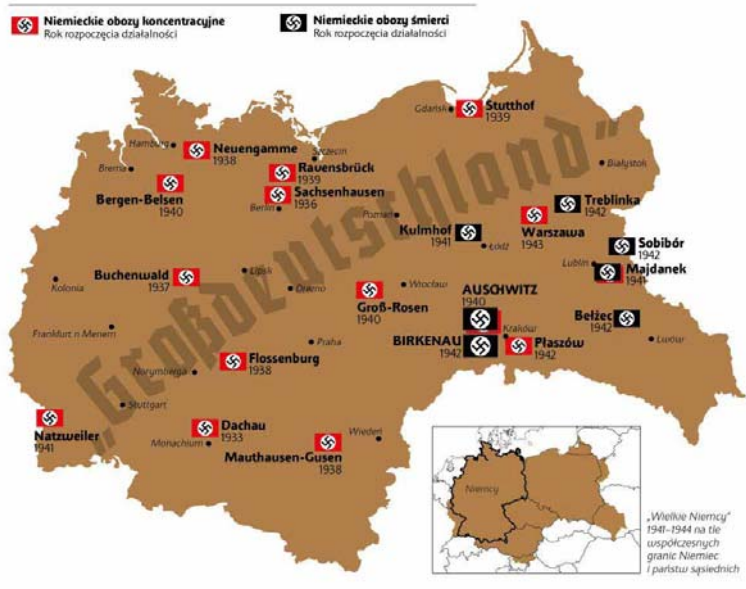 Niemieckie obozy koncentracyjne
Rok rozpoczęcia działalności
Niemieckie obozy śmierci
Rok rozpoczęcia działalności
„Großdeutschland”
Gdańsk
Stutthof
1939
Hamburg
Neuengamme
1938
Szczecin
Brema
Ravensbrück
1939
Białystok
Bergen-Belsen
1940
Sachsenhausen
1936
Berlin
Treblinka
1942
Poznań
Kulmhof
1941
Warszawa
1943
Łódź
Sobibór
1942
Lublin
Majdanek
1941
Buchenwald
1937
Lipsk
Kolonia
Drezno
Wrocław
Groß-Rosen
1940
AUSCHWITZ
1940
Bełżec
1942
Frankfurt n Menem
Kraków
BIRKENAU
1942
Płaszów
1942
Lwów
Praha
Flossenburg
1938
Norymberga
Stuttgart
Natzweiler
1941
Dachau
1933
Monachium
Wiedeń
Mauthausen-Gusen
1938
Niemcy
„Wielkie Niemcy”
1941–1944 na tle
współczesnych
granic Niemiec
i państw sąsiednich